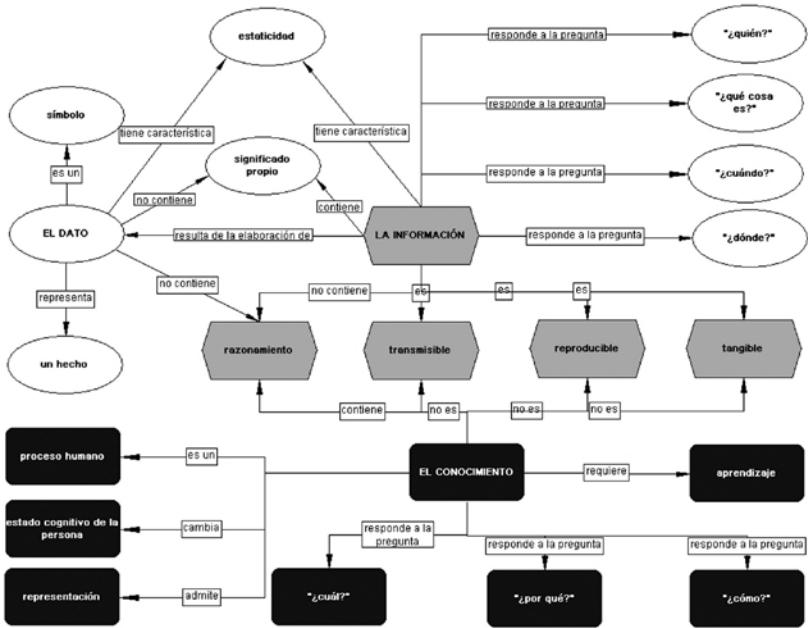 estaticidad
responde a la pregunta
"¿quién?"
símbolo
tiene característica
tiene característica
responde a la pregunta
"¿qué cosa
es?"
es un
significado
propio
no contiene
contiene
responde a la pregunta
"¿cuándo?"
EL DATO
resulta de la elaboración de
LA INFORMACIÓN
responde a la pregunta
"¿dónde?"
representa
no contiene
no contiene
es
es
es
un hecho
razonamiento
transmisible
reproducible
tangible
contiene
no es
no es
no es
proceso humano
es un
EL CONOCIMIENTO
requiere
aprendizaje
estado cognitivo de la
persona
cambia
responde a la
pregunta
responde a la pregunta
responde a la pregunta
representación
admite
"¿cuál?"
"¿por qué?"
"¿cómo?"